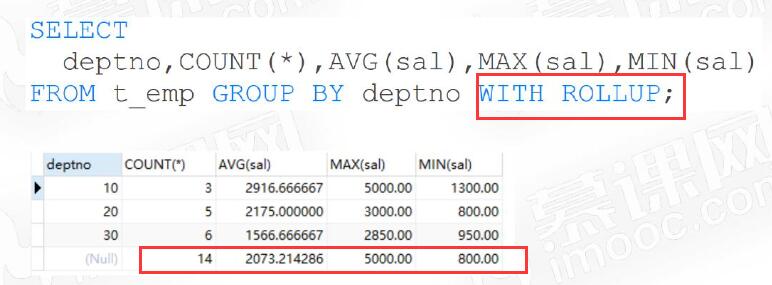 SELECT
deptno,COUNT(*),AVG(sal),MAX(sal),MIN(sal)
FROM t_emp GROUP BY deptno WITH ROLLUP;
deptno COUNT(*) AVG(sal) MAX(sal) MIN(sal)
10 3 2916.666667 5000.00 1300.00
20 5 2175.000000 3000.00 800.00
30 6 1566.666667 2850.00 950.00
(Null) 14 2073.214286 5000.00 800.00
慕课网
imooc.com